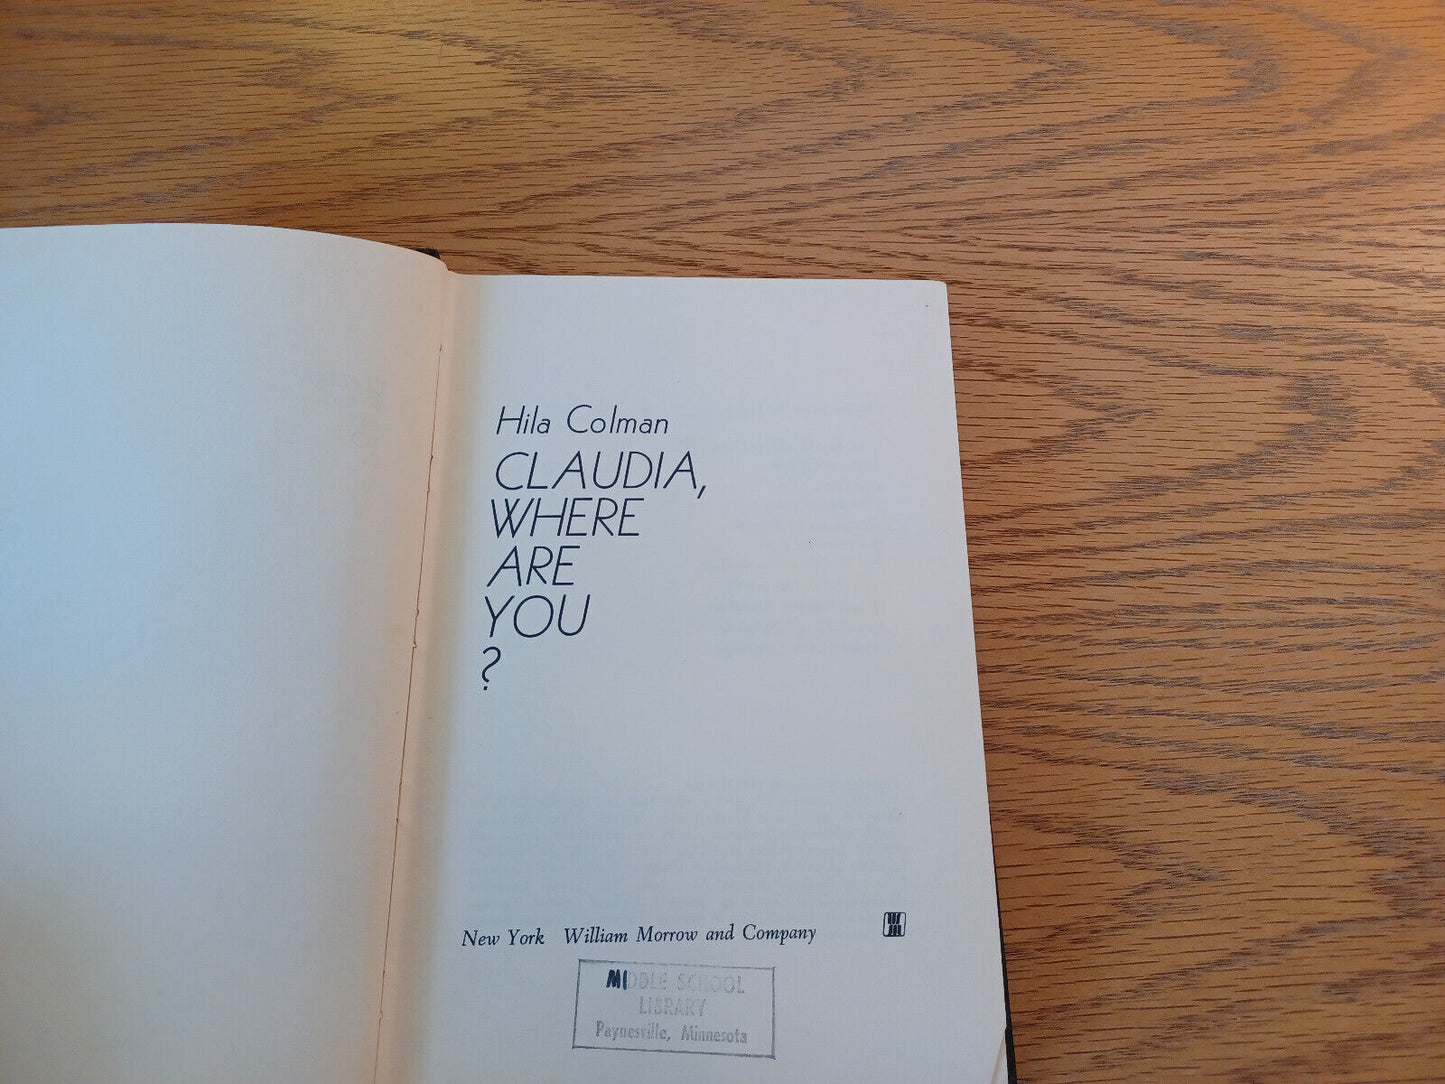 Hila Colman
CLAUDIA,
WHERE
ARE
YOU
?
New York William Morrow and Company
MIDDLE SCHOOL
LIBRARY
Paynesville, Minnesota